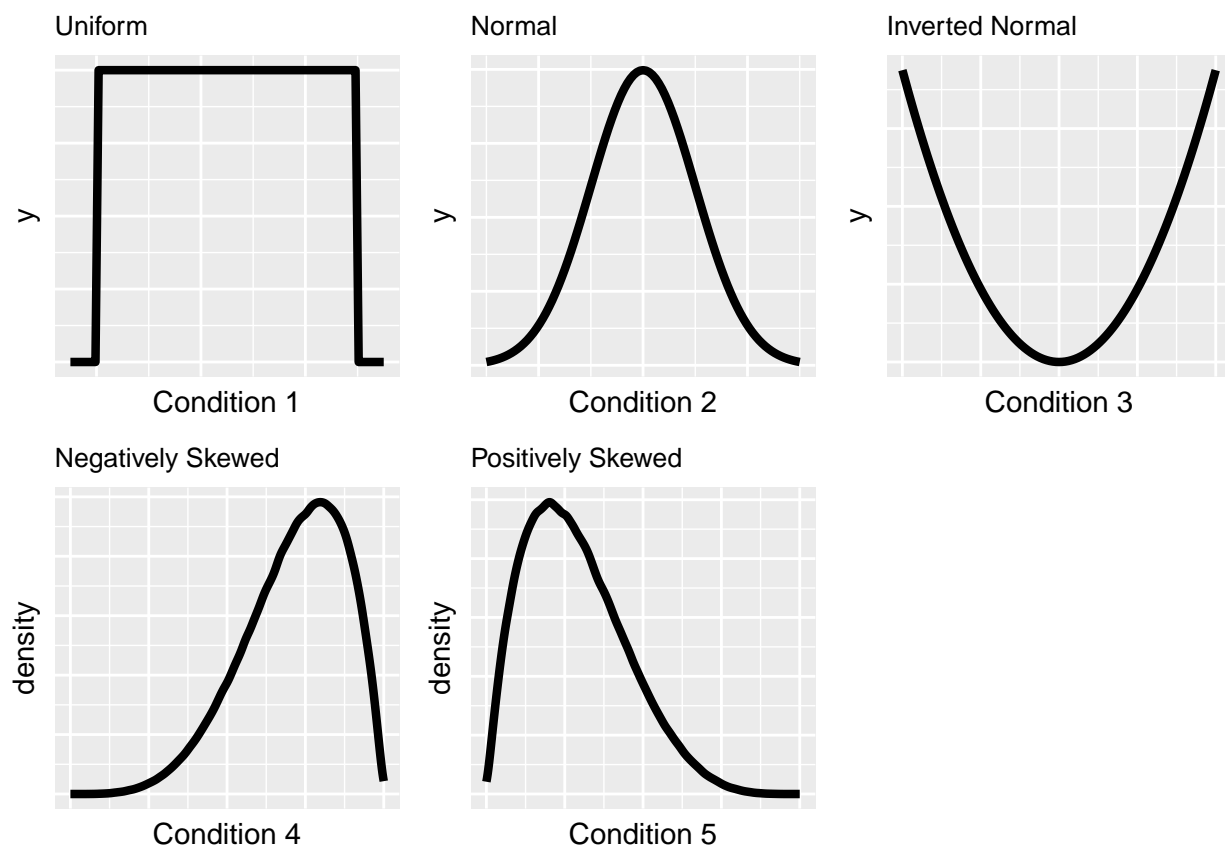 Uniform
Normal
Inverted Normal
y
y
y
Condition 1
Condition 2
Condition 3
Negatively Skewed
Positively Skewed
density
density
Condition 4
Condition 5